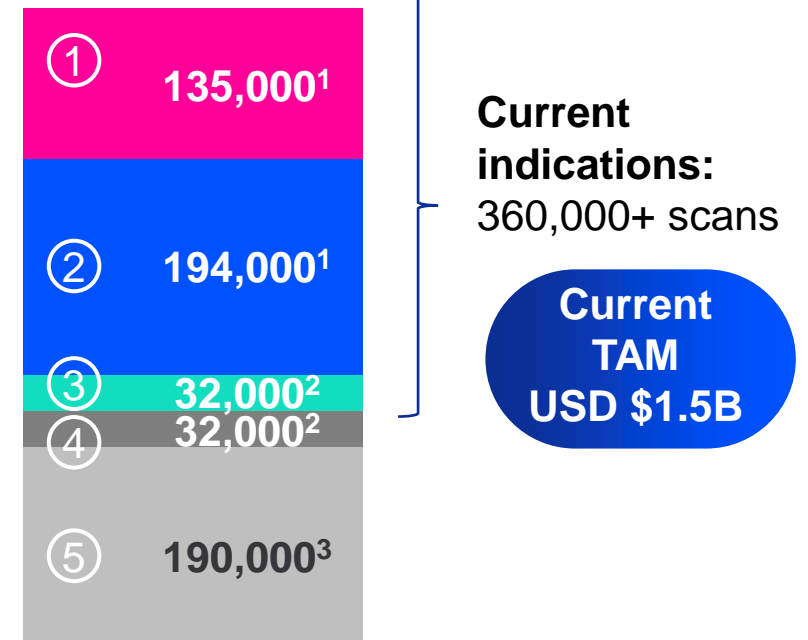 ① 135,000¹
② 194,000¹
③ 32,000²
④ 32,000²
⑤ 190,000³
Current
indications:
360,000+ scans
Current
TAM
USD $1.5B